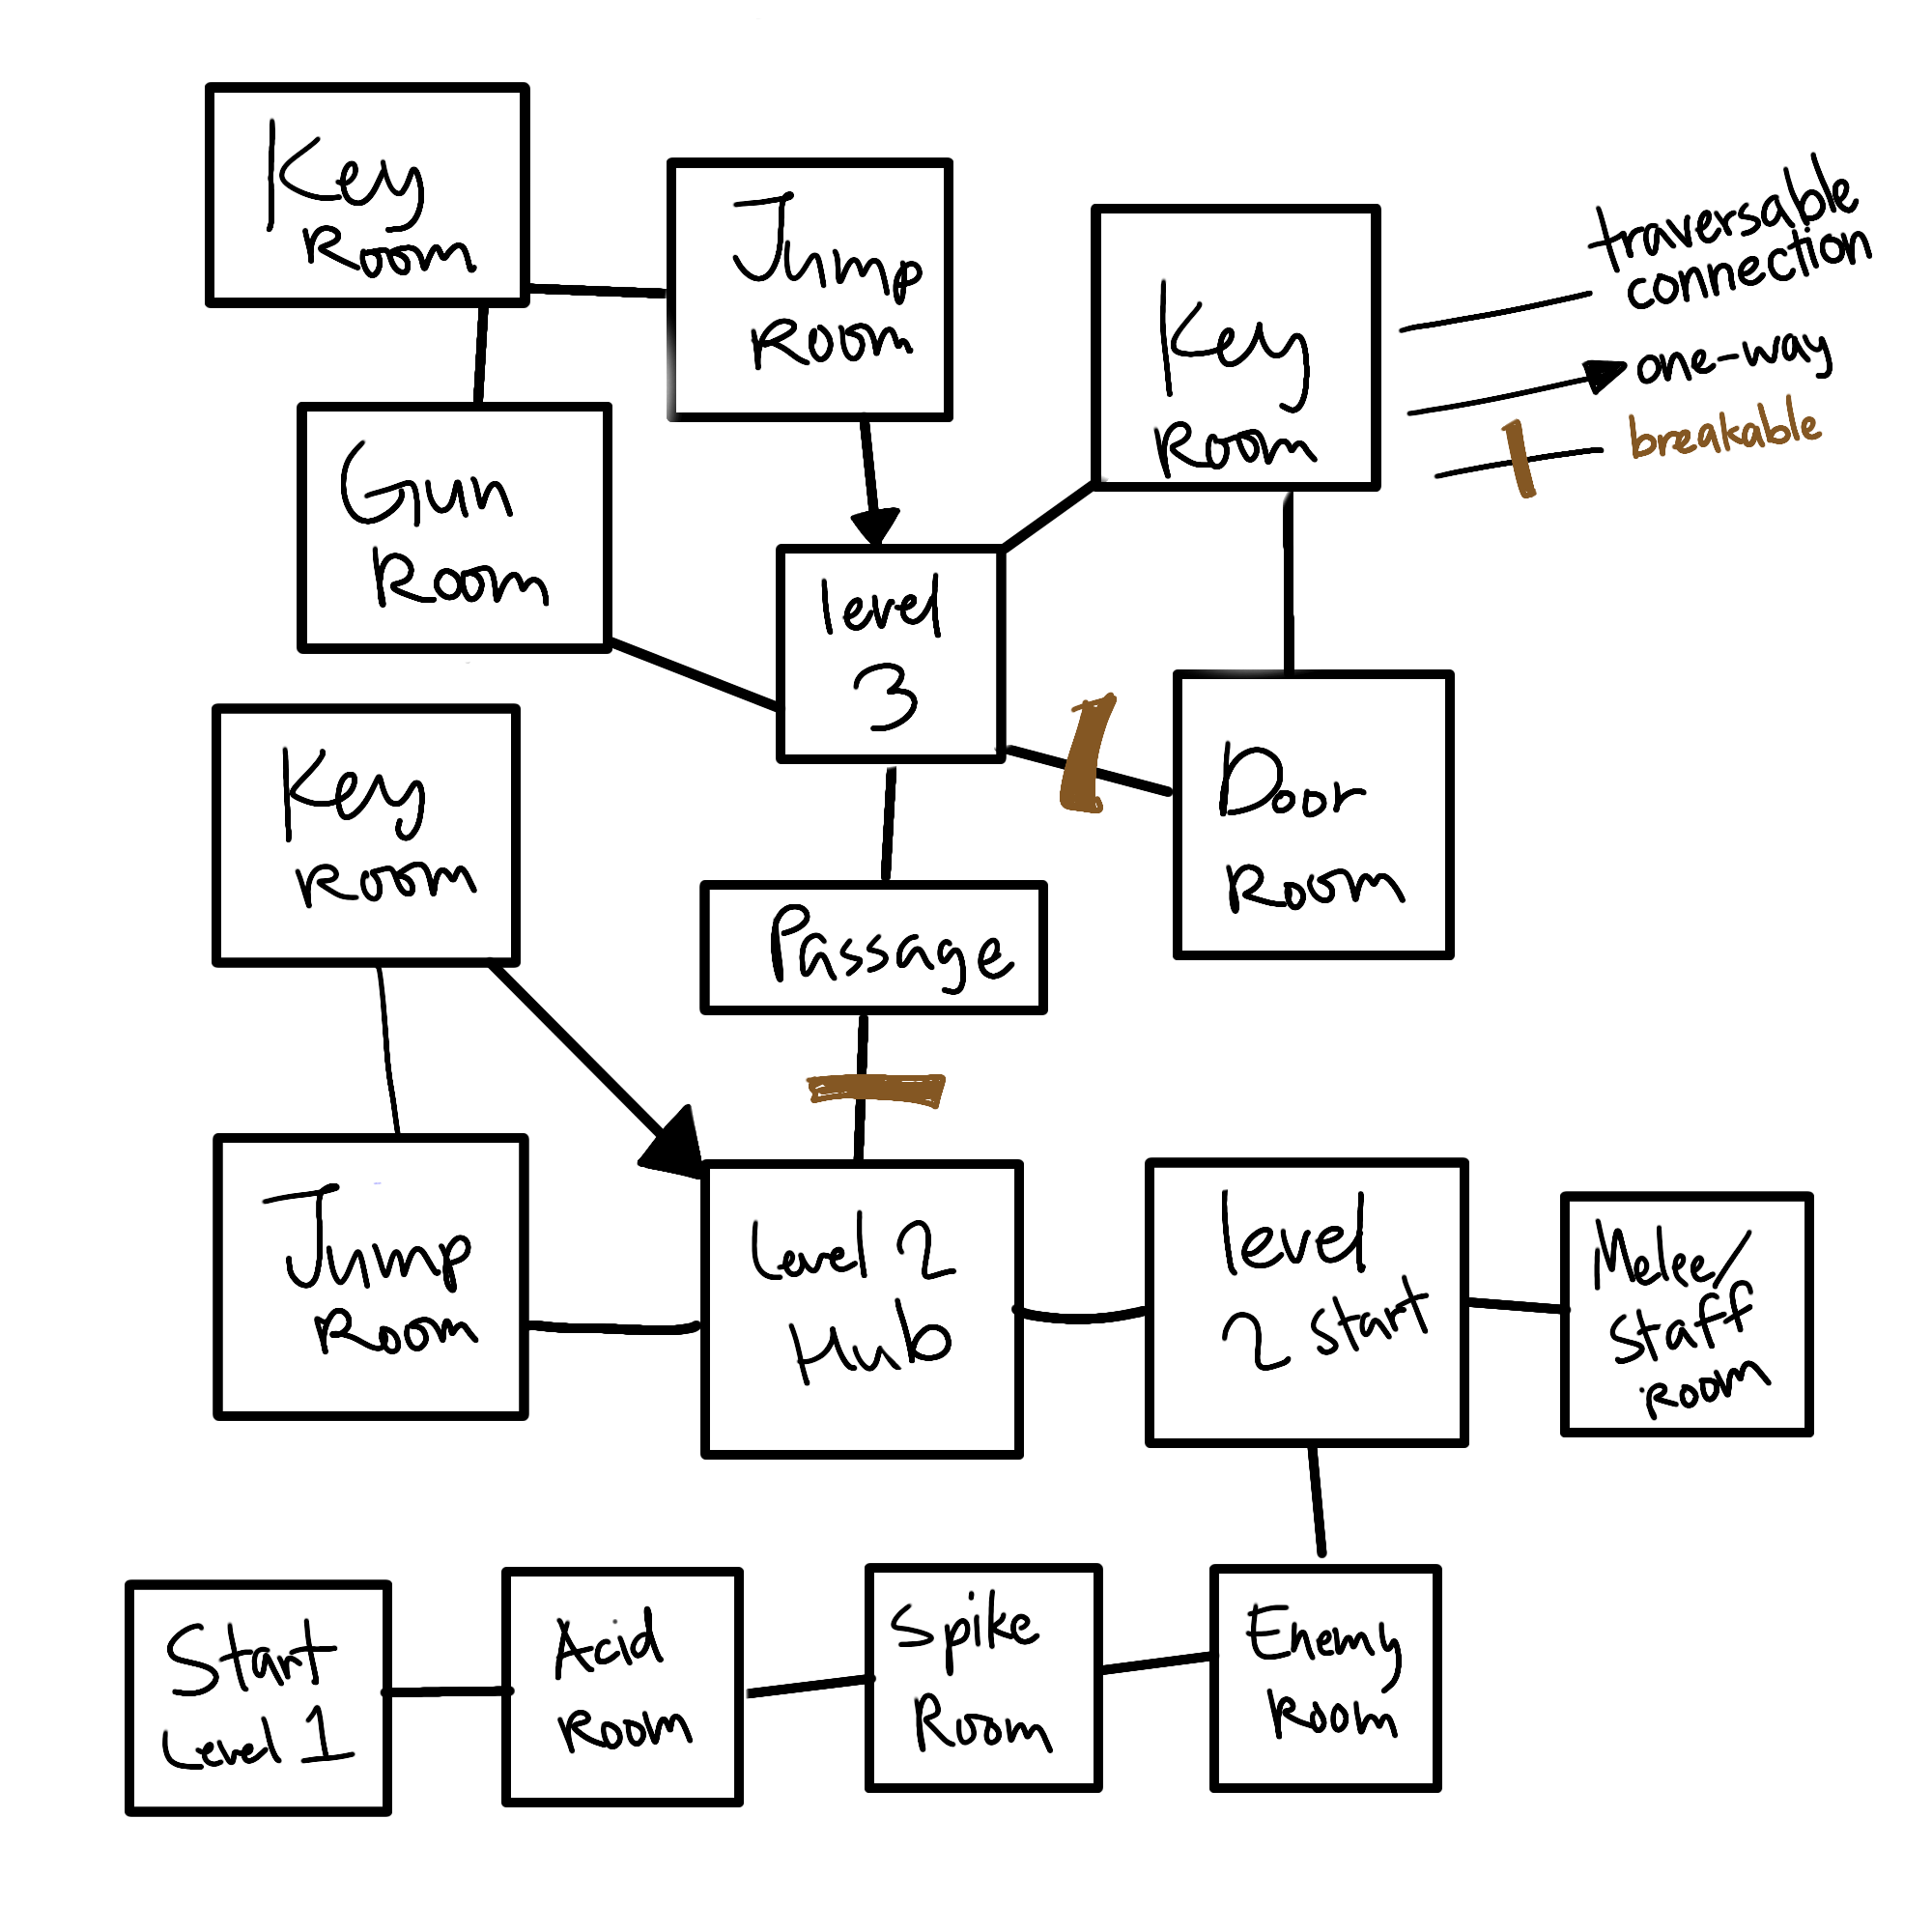 Key
Room
Jump
Room
Key
Room
traversable
connection
one-way
breakable
Gun
Room
level
3
Key
Room
Door
Room
Passage
Jump
Room
Level 2
Hub
level
2 start
Melee/
Staff
Room
Start
Level 1
Acid
Room
Spike
Room
Enemy
Room